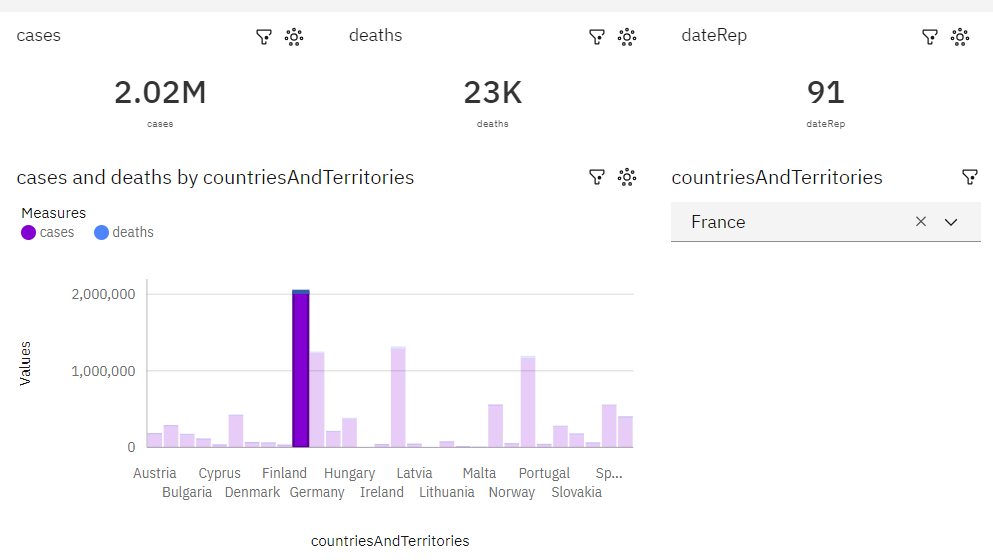 cases
deaths
dateRep
2.02M
23K
91
cases
deaths
dateRep
cases and deaths by countriesAndTerritories
countriesAndTerritories
Measures
cases
deaths
France
2,000,000
1,000,000
0
Values
Austria Cyprus Finland Hungary Latvia Malta Portugal Sp...
Bulgaria Denmark Germany Ireland Lithuania Norway Slovakia
countriesAndTerritories